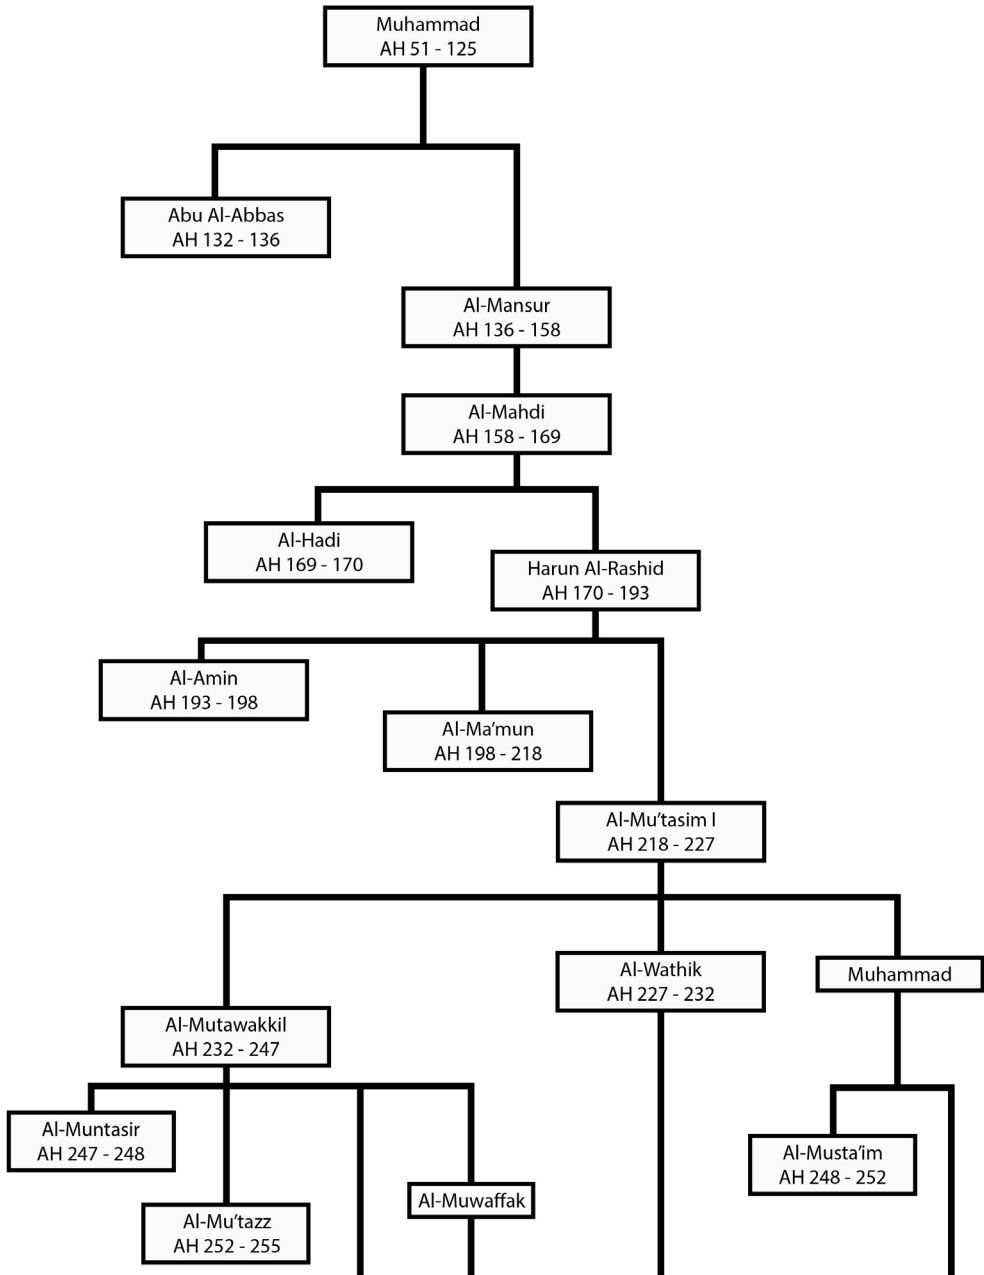 Muhammad
AH 51 - 125
Abu Al-Abbas
AH 132 - 136
Al-Mansur
AH 136 - 158
Al-Mahdi
AH 158 - 169
Al-Hadi
AH 169 - 170
Harun Al-Rashid
AH 170 - 193
Al-Amin
AH 193 - 198
Al-Ma’mun
AH 198 - 218
Al-Mu’tasim I
AH 218 - 227
Al-Wathik
AH 227 - 232
Muhammad
Al-Mutawakkil
AH 232 - 247
Al-Muntasir
AH 247 - 248
Al-Musta’im
AH 248 - 252
Al-Muwaffak
Al-Mu’tazz
AH 252 - 255